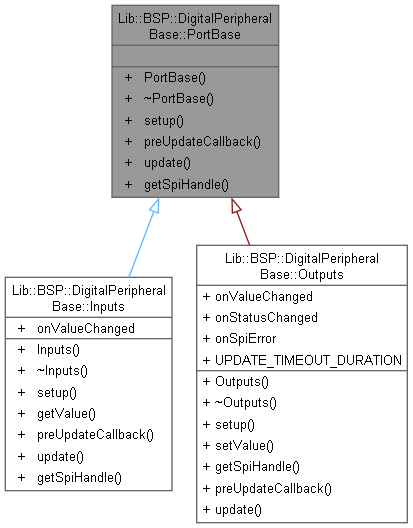 Lib::BSP::DigitalPeripheral
Base::PortBase
+ PortBase()
+ ~PortBase()
+ setup()
+ preUpdateCallback()
+ update()
+ getSpiHandle()
Lib::BSP::DigitalPeripheral
Base::Inputs
+ onValueChanged
+ Inputs()
+ ~Inputs()
+ setup()
+ getValue()
+ preUpdateCallback()
+ update()
+ getSpiHandle()
Lib::BSP::DigitalPeripheral
Base::Outputs
+ onValueChanged
+ onStatusChanged
+ onSpiError
+ UPDATE_TIMEOUT_DURATION
+ Outputs()
+ ~Outputs()
+ setup()
+ setValue()
+ getSpiHandle()
+ preUpdateCallback()
+ update()